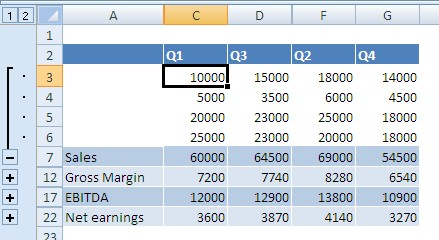 1 2 A C D F G
1
2 Q1 Q3 Q2 Q4
3 10000 15000 18000 14000
4 5000 3500 6000 4500
5 20000 23000 25000 18000
6 25000 23000 20000 18000
7 Sales 60000 64500 69000 54500
12 Gross Margin 7200 7740 8280 6540
17 EBITDA 12000 12900 13800 10900
22 Net earnings 3600 3870 4140 3270
23